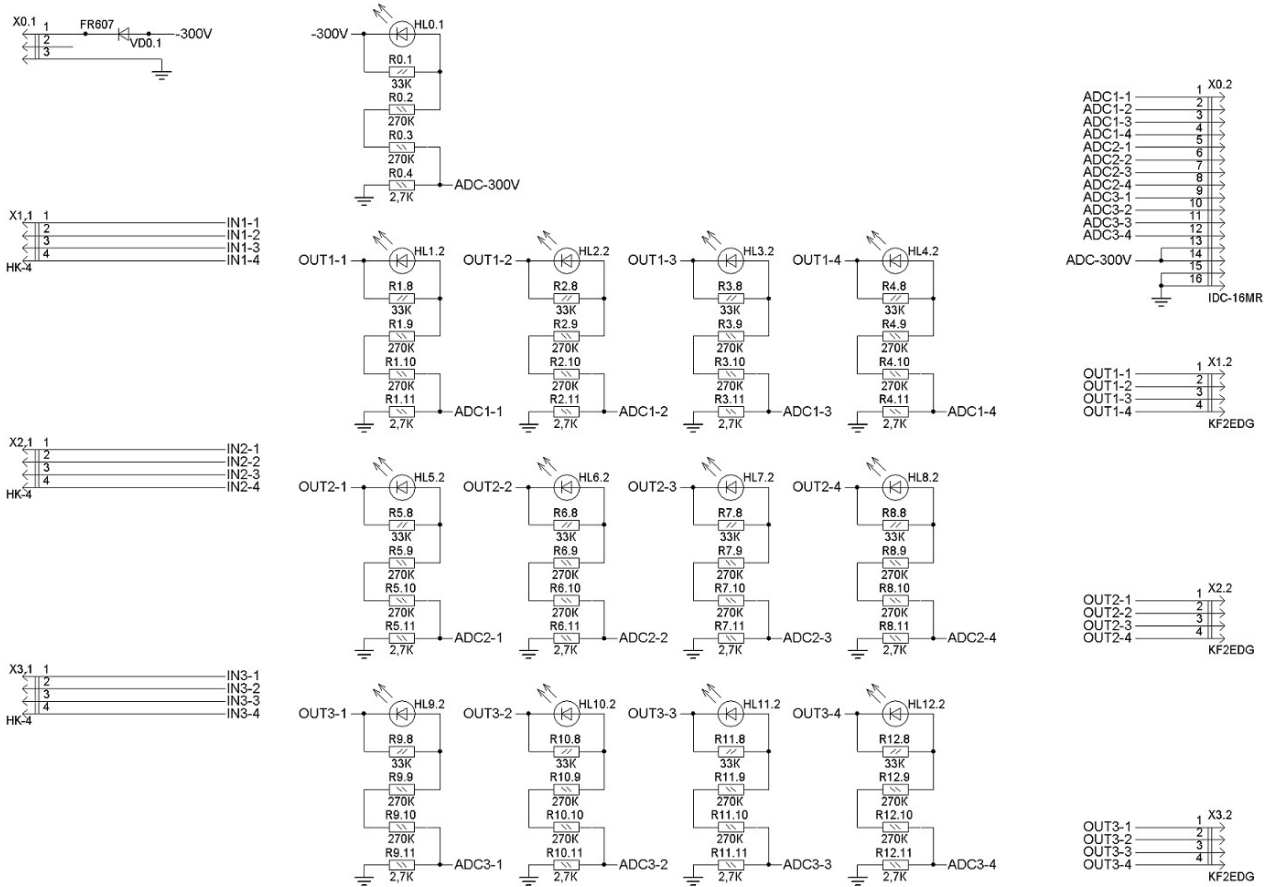 X0.1
1
2
3
FR607
VD0.1
-300V
-300V
HL0.1
R0.1
33K
R0.2
270K
R0.3
270K
R0.4
2,7K
ADC-300V
X0.2
ADC1-1 1
ADC1-2 2
ADC1-3 3
ADC1-4 4
ADC2-1 5
ADC2-2 6
ADC2-3 7
ADC2-4 8
ADC3-1 9
ADC3-2 10
ADC3-3 11
ADC3-4 12
13
ADC-300V 14
15
16
IDC-16MR
X1.1
1 IN1-1
2 IN1-2
3 IN1-3
4 IN1-4
HK-4
OUT1-1 HL1.2 OUT1-2 HL2.2 OUT1-3 HL3.2 OUT1-4 HL4.2
R1.8 R2.8 R3.8 R4.8
33K 33K 33K 33K
R1.9 R2.9 R3.9 R4.9
270K 270K 270K 270K
R1.10 R2.10 R3.10 R4.10
270K 270K 270K 270K
R1.11 ADC1-1 R2.11 ADC1-2 R3.11 ADC1-3 R4.11 ADC1-4
2,7K 2,7K 2,7K 2,7K
X1.2
OUT1-1 1
OUT1-2 2
OUT1-3 3
OUT1-4 4
KF2EDG
X2.1
1 IN2-1
2 IN2-2
3 IN2-3
4 IN2-4
HK-4
OUT2-1 HL5.2 OUT2-2 HL6.2 OUT2-3 HL7.2 OUT2-4 HL8.2
R5.8 R6.8 R7.8 R8.8
33K 33K 33K 33K
R5.9 R6.9 R7.9 R8.9
270K 270K 270K 270K
R5.10 R6.10 R7.10 R8.10
270K 270K 270K 270K
R5.11 ADC2-1 R6.11 ADC2-2 R7.11 ADC2-3 R8.11 ADC2-4
2,7K 2,7K 2,7K 2,7K
X2.2
OUT2-1 1
OUT2-2 2
OUT2-3 3
OUT2-4 4
KF2EDG
X3.1
1 IN3-1
2 IN3-2
3 IN3-3
4 IN3-4
HK-4
OUT3-1 HL9.2 OUT3-2 HL10.2 OUT3-3 HL11.2 OUT3-4 HL12.2
R9.8 R10.8 R11.8 R12.8
33K 33K 33K 33K
R9.9 R10.9 R11.9 R12.9
270K 270K 270K 270K
R9.10 R10.10 R11.10 R12.10
270K 270K 270K 270K
R9.11 ADC3-1 R10.11 ADC3-2 R11.11 ADC3-3 R12.11 ADC3-4
2,7K 2,7K 2,7K 2,7K
X3.2
OUT3-1 1
OUT3-2 2
OUT3-3 3
OUT3-4 4
KF2EDG